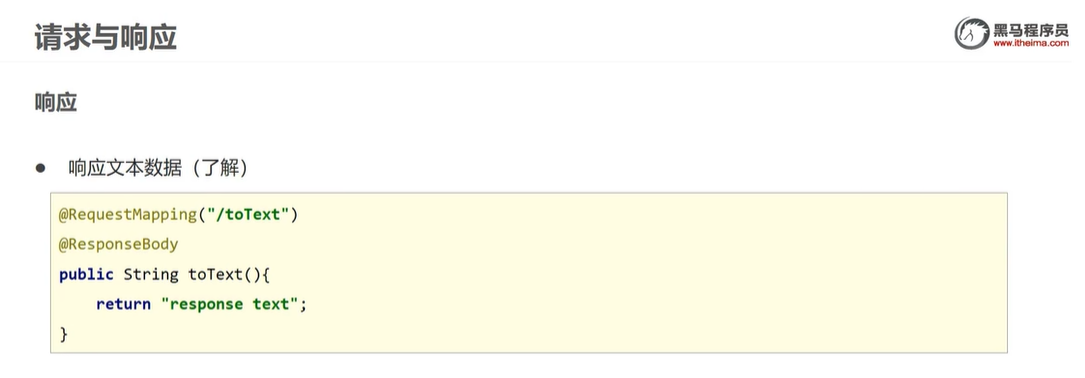 请求与响应
黑马程序员
www.itheima.com
响应
● 响应文本数据（了解）
@RequestMapping("/toText")
@ResponseBody
public String toText(){
    return "response text";
}